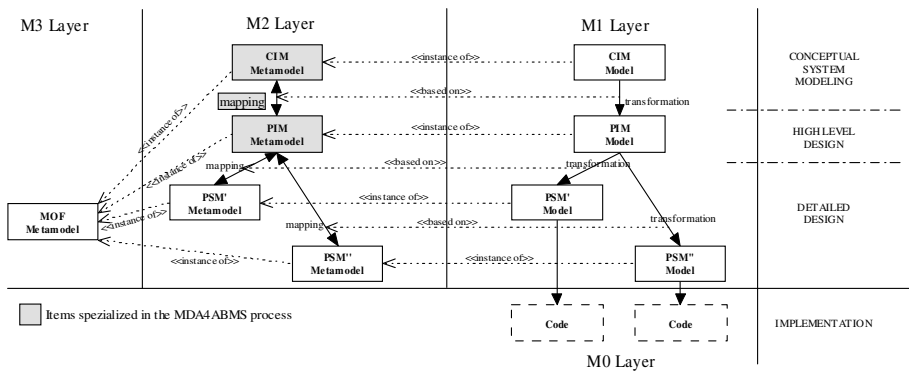 M3 Layer
M2 Layer
M1 Layer
CIM
Metamodel
<<instance of>>
CIM
Model
CONCEPTUAL
SYSTEM
MODELING
mapping
<<based on>>
transformation
<<instance of>>
PIM
Metamodel
<<instance of>>
PIM
Model
HIGH LEVEL
DESIGN
<<instance of>>
mapping
<<based on>>
transformation
PSM'
Metamodel
<<instance of>>
PSM'
Model
DETAILED
DESIGN
MOF
Metamodel
<<instance of>>
mapping
<<based on>>
transformation
<<instance of>>
PSM''
Metamodel
<<instance of>>
PSM''
Model
Items spezialized in the MDA4ABMS process
Code
Code
IMPLEMENTATION
M0 Layer